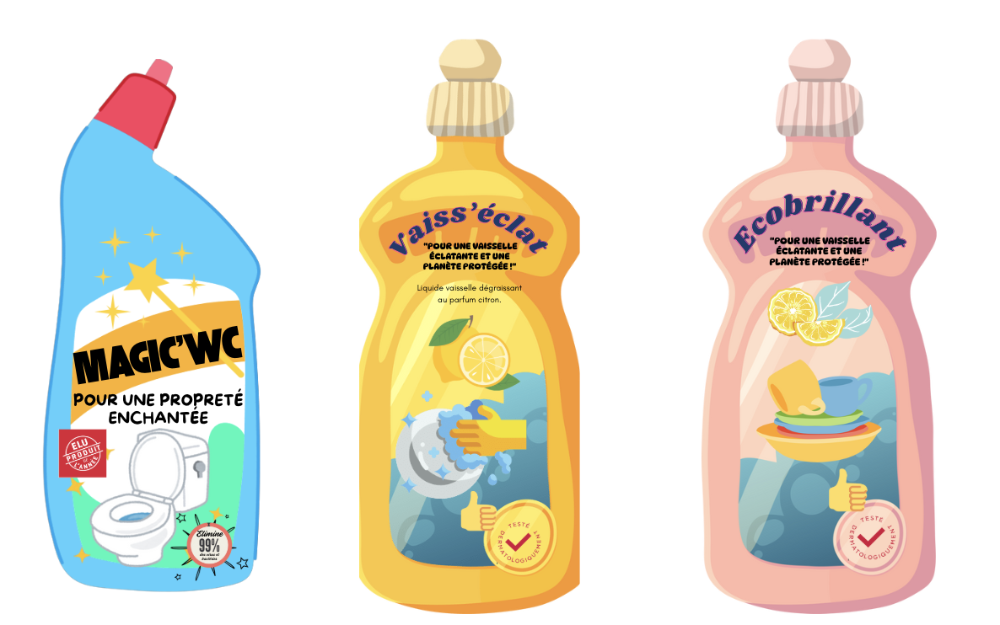 MAGIC'WC
POUR UNE PROPRETÉ
ENCHANTÉE
ELU
PRODUIT
DE
L'ANNÉE
Elimine
99%
des virus et
bactéries
Vaiss'éclat
"POUR UNE VAISSELLE
ÉCLATANTE ET UNE
PLANÈTE PROTÉGÉE !"
Liquide vaisselle dégraissant
au parfum citron.
TESTÉ
DERMATOLOGIQUEMENT
Ecobrillant
"POUR UNE VAISSELLE
ÉCLATANTE ET UNE
PLANÈTE PROTÉGÉE !"
TESTÉ
DERMATOLOGIQUEMENT